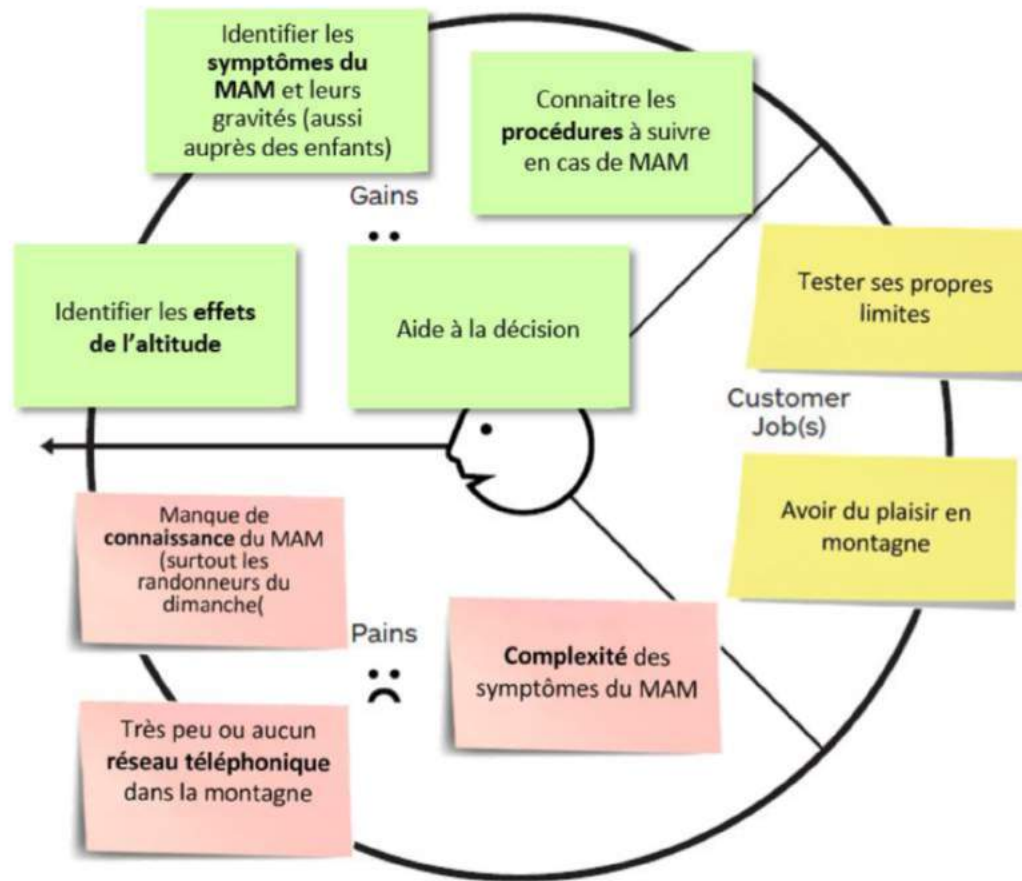 Identifier les
symptômes du
MAM et leurs
gravités (aussi
auprès des enfants)
Connaitre les
procédures à suivre
en cas de MAM
Gains
Identifier les effets
de l'altitude
Aide à la décision
Tester ses propres
limites
Customer
Job(s)
Avoir du plaisir en
montagne
Manque de
connaissance du MAM
(surtout les
randonneurs du
dimanche(
Pains
Complexité des
symptômes du MAM
Très peu ou aucun
réseau téléphonique
dans la montagne